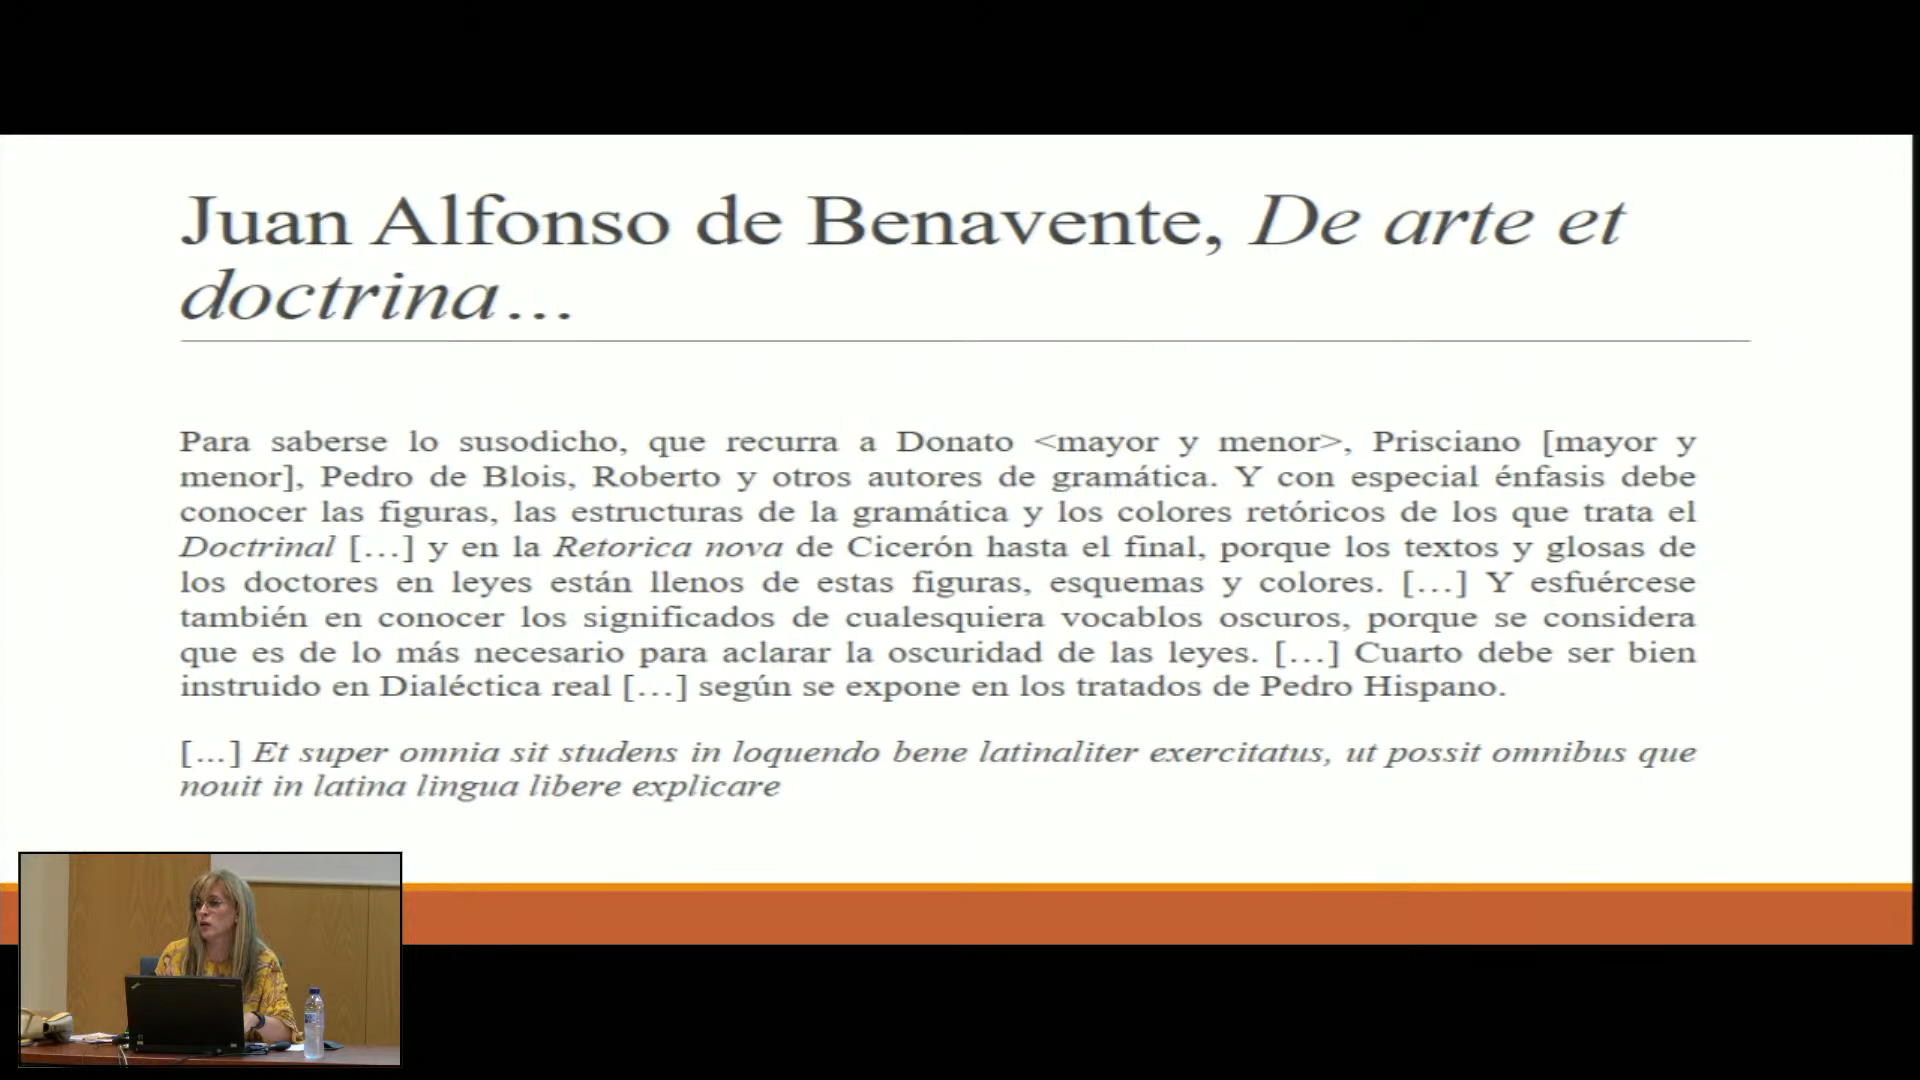 Juan Alfonso de Benavente, De arte et
doctrina…
Para saberse lo susodicho, que recurra a Donato <mayor y menor>, Prisciano [mayor y
menor], Pedro de Blois, Roberto y otros autores de gramática. Y con especial énfasis debe
conocer las figuras, las estructuras de la gramática y los colores retóricos de los que trata el
Doctrinal […] y en la Retorica nova de Cicerón hasta el final, porque los textos y glosas de
los doctores en leyes están llenos de estas figuras, esquemas y colores. […] Y esfuércese
también en conocer los significados de cualesquiera vocablos oscuros, porque se considera
que es de lo más necesario para aclarar la oscuridad de las leyes. […] Cuarto debe ser bien
instruido en Dialéctica real […] según se expone en los tratados de Pedro Hispano.
[…] Et super omnia sit studens in loquendo bene latinaliter exercitatus, ut possit omnibus que
nouit in latina lingua libere explicare